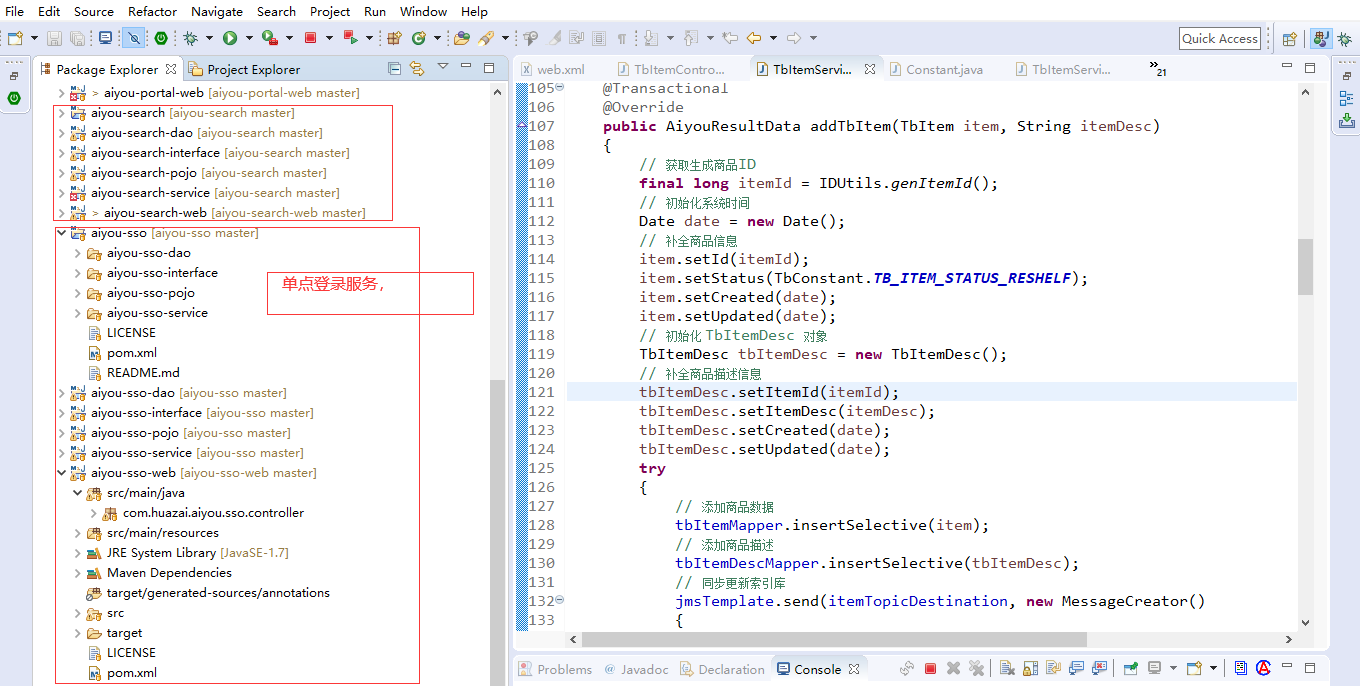 File Edit Source Refactor Navigate Search Project Run Window Help
Quick Access
Package Explorer Project Explorer
> aiyou-portal-web [aiyou-portal-web master]
aiyou-search [aiyou-search master]
aiyou-search-dao [aiyou-search master]
aiyou-search-interface [aiyou-search master]
aiyou-search-pojo [aiyou-search master]
aiyou-search-service [aiyou-search master]
> aiyou-search-web [aiyou-search-web master]
aiyou-sso [aiyou-sso master]
aiyou-sso-dao
aiyou-sso-interface
aiyou-sso-pojo
aiyou-sso-service
LICENSE
pom.xml
README.md
aiyou-sso-dao [aiyou-sso master]
aiyou-sso-interface [aiyou-sso master]
aiyou-sso-pojo [aiyou-sso master]
aiyou-sso-service [aiyou-sso master]
aiyou-sso-web [aiyou-sso-web master]
src/main/java
com.huazai.aiyou.sso.controller
src/main/resources
JRE System Library [JavaSE-1.7]
Maven Dependencies
target/generated-sources/annotations
src
target
LICENSE
pom.xml
单点登录服务，
web.xml TbItemContro... TbItemServi... Constant.java TbItemServi... »21
105 @Transactional
106 @Override
107 public AiyouResultData addTbItem(TbItem item, String itemDesc)
108 {
109 // 获取生成商品ID
110 final long itemId = IDUtils.genItemId();
111 // 初始化系统时间
112 Date date = new Date();
113 // 补全商品信息
114 item.setId(itemId);
115 item.setStatus(TbConstant.TB_ITEM_STATUS_RESHELF);
116 item.setCreated(date);
117 item.setUpdated(date);
118 // 初始化 TbItemDesc 对象
119 TbItemDesc tbItemDesc = new TbItemDesc();
120 // 补全商品描述信息
121 tbItemDesc.setItemId(itemId);
122 tbItemDesc.setItemDesc(itemDesc);
123 tbItemDesc.setCreated(date);
124 tbItemDesc.setUpdated(date);
125 try
126 {
127 // 添加商品数据
128 tbItemMapper.insertSelective(item);
129 // 添加商品描述
130 tbItemDescMapper.insertSelective(tbItemDesc);
131 // 同步更新索引库
132 jmsTemplate.send(itemTopicDestination, new MessageCreator()
133 {
Problems @ Javadoc Declaration Console